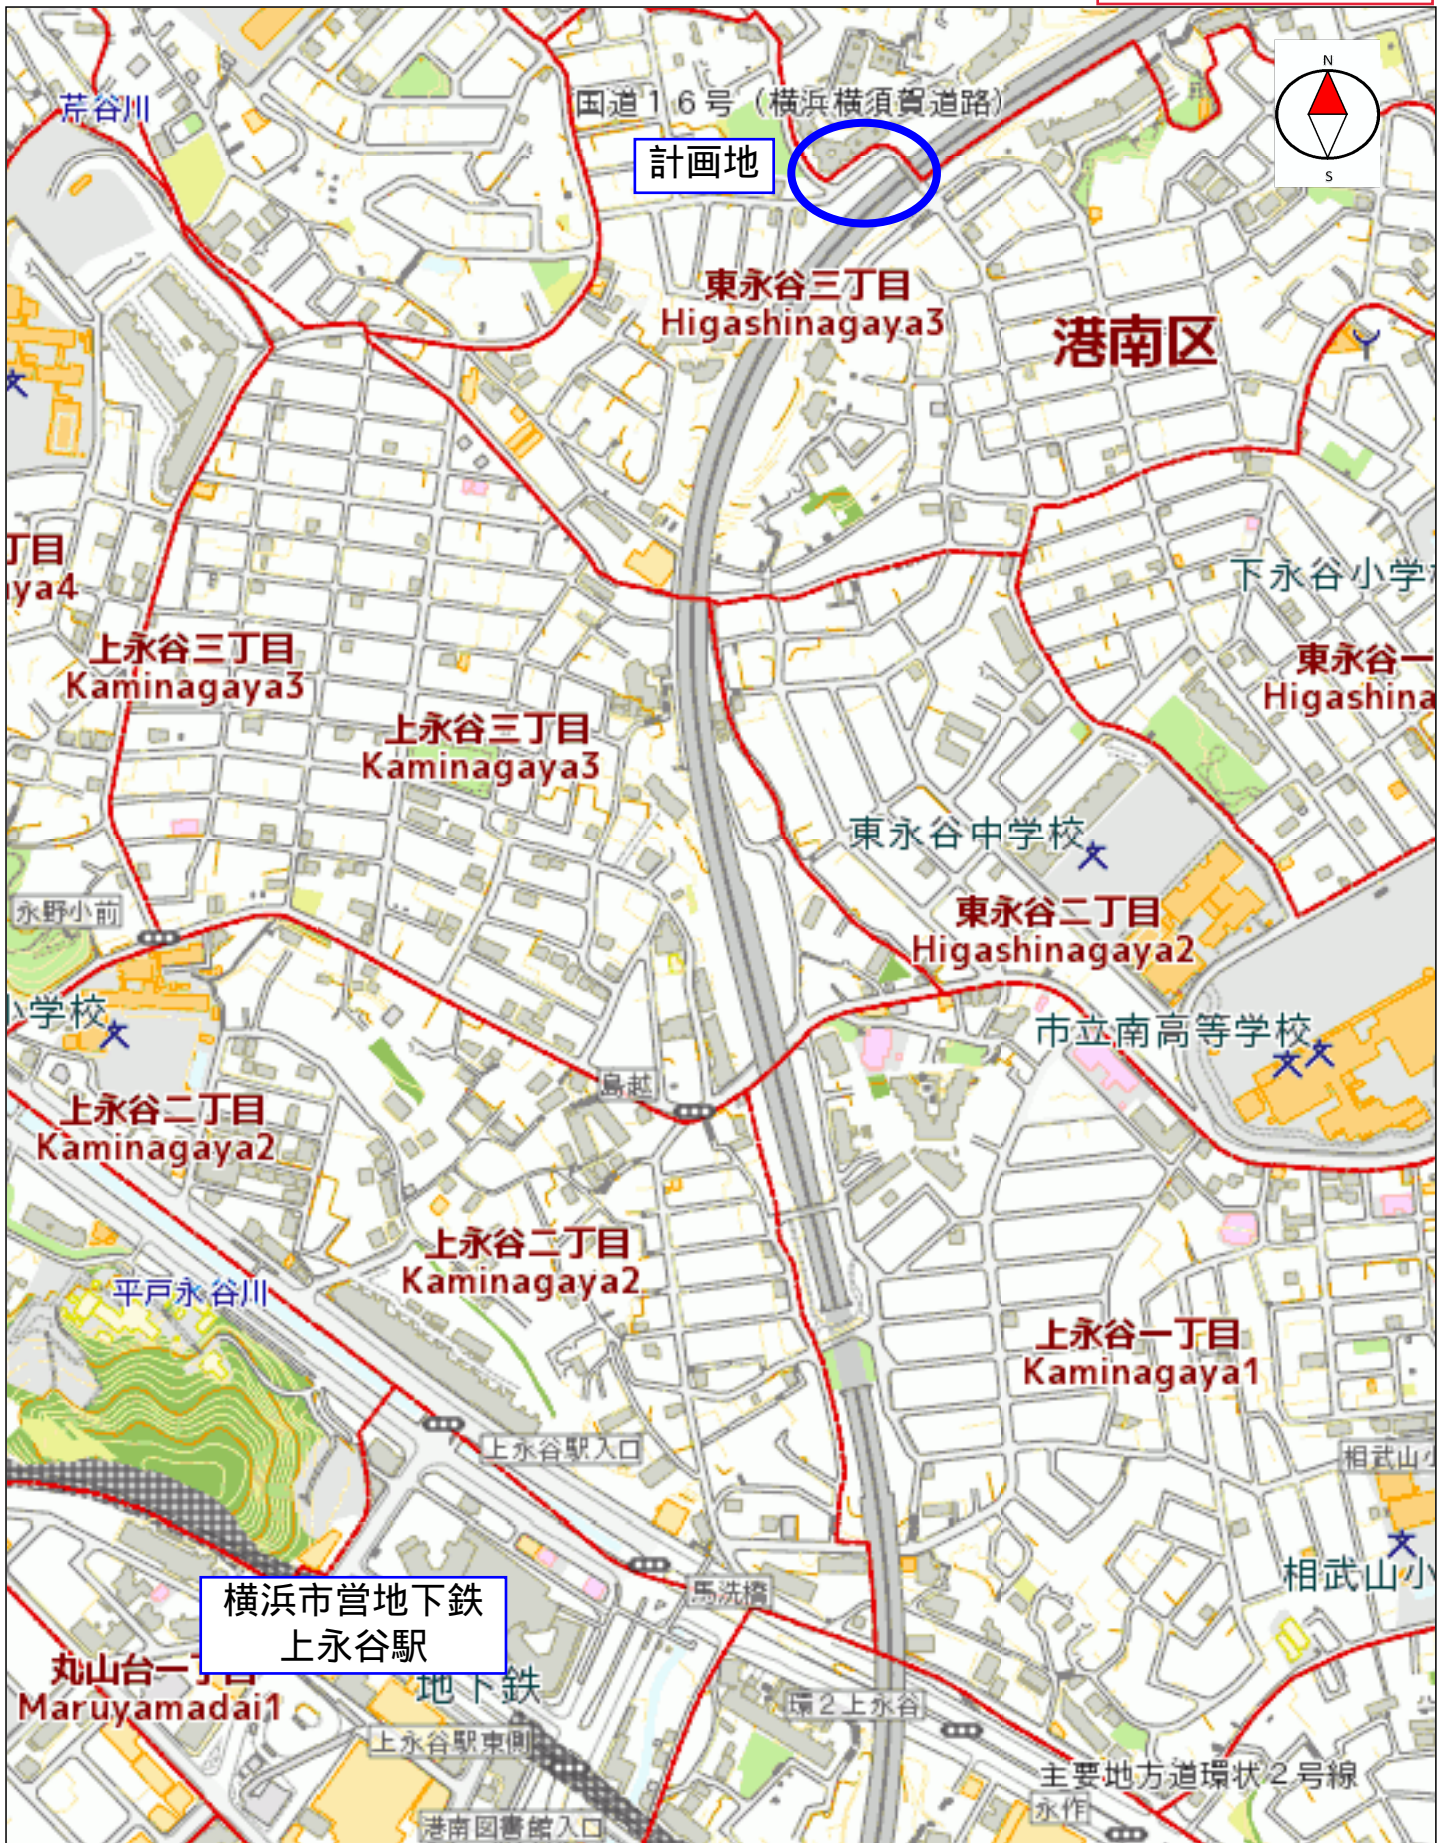 N
S
芹谷川
国道16号（横浜横須賀道路）
計画地
東永谷三丁目
Higashinagaya3
港南区
丁目
ya4
下永谷小学
上永谷三丁目
Kaminagaya3
東永谷一
Higashina
上永谷三丁目
Kaminagaya3
東永谷中学校
永野小前
東永谷二丁目
Higashinagaya2
小学校
市立南高等学校
島越
上永谷二丁目
Kaminagaya2
上永谷二丁目
Kaminagaya2
平戸永谷川
上永谷一丁目
Kaminagaya1
上永谷駅入口
相武山小
相武山小
馬洗橋
横浜市営地下鉄
上永谷駅
丸山台一丁目
Maruyamadai1
地下鉄
環2上永谷
上永谷駅東側
主要地方道環状2号線
永作
港南図書館入口